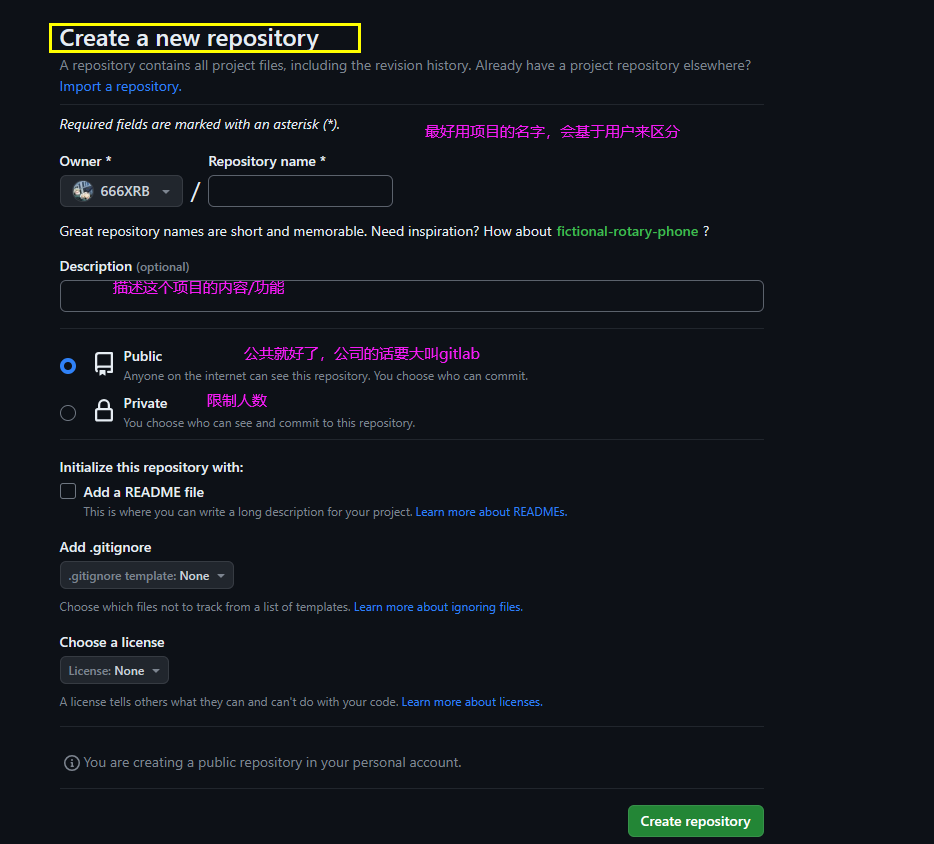 Create a new repository
A repository contains all project files, including the revision history. Already have a project repository elsewhere?
Import a repository.
Required fields are marked with an asterisk (*).
最好用项目的名字，会基于用户来区分
Owner * Repository name *
666XRB /
Great repository names are short and memorable. Need inspiration? How about fictional-rotary-phone ?
Description (optional)
描述这个项目的内容/功能
Public 公共就好了，公司的话要大叫gitlab
Anyone on the internet can see this repository. You choose who can commit.
Private 限制人数
You choose who can see and commit to this repository.
Initialize this repository with:
Add a README file
This is where you can write a long description for your project. Learn more about READMEs.
Add .gitignore
.gitignore template: None
Choose which files not to track from a list of templates. Learn more about ignoring files.
Choose a license
License: None
A license tells others what they can and can't do with your code. Learn more about licenses.
You are creating a public repository in your personal account.
Create repository